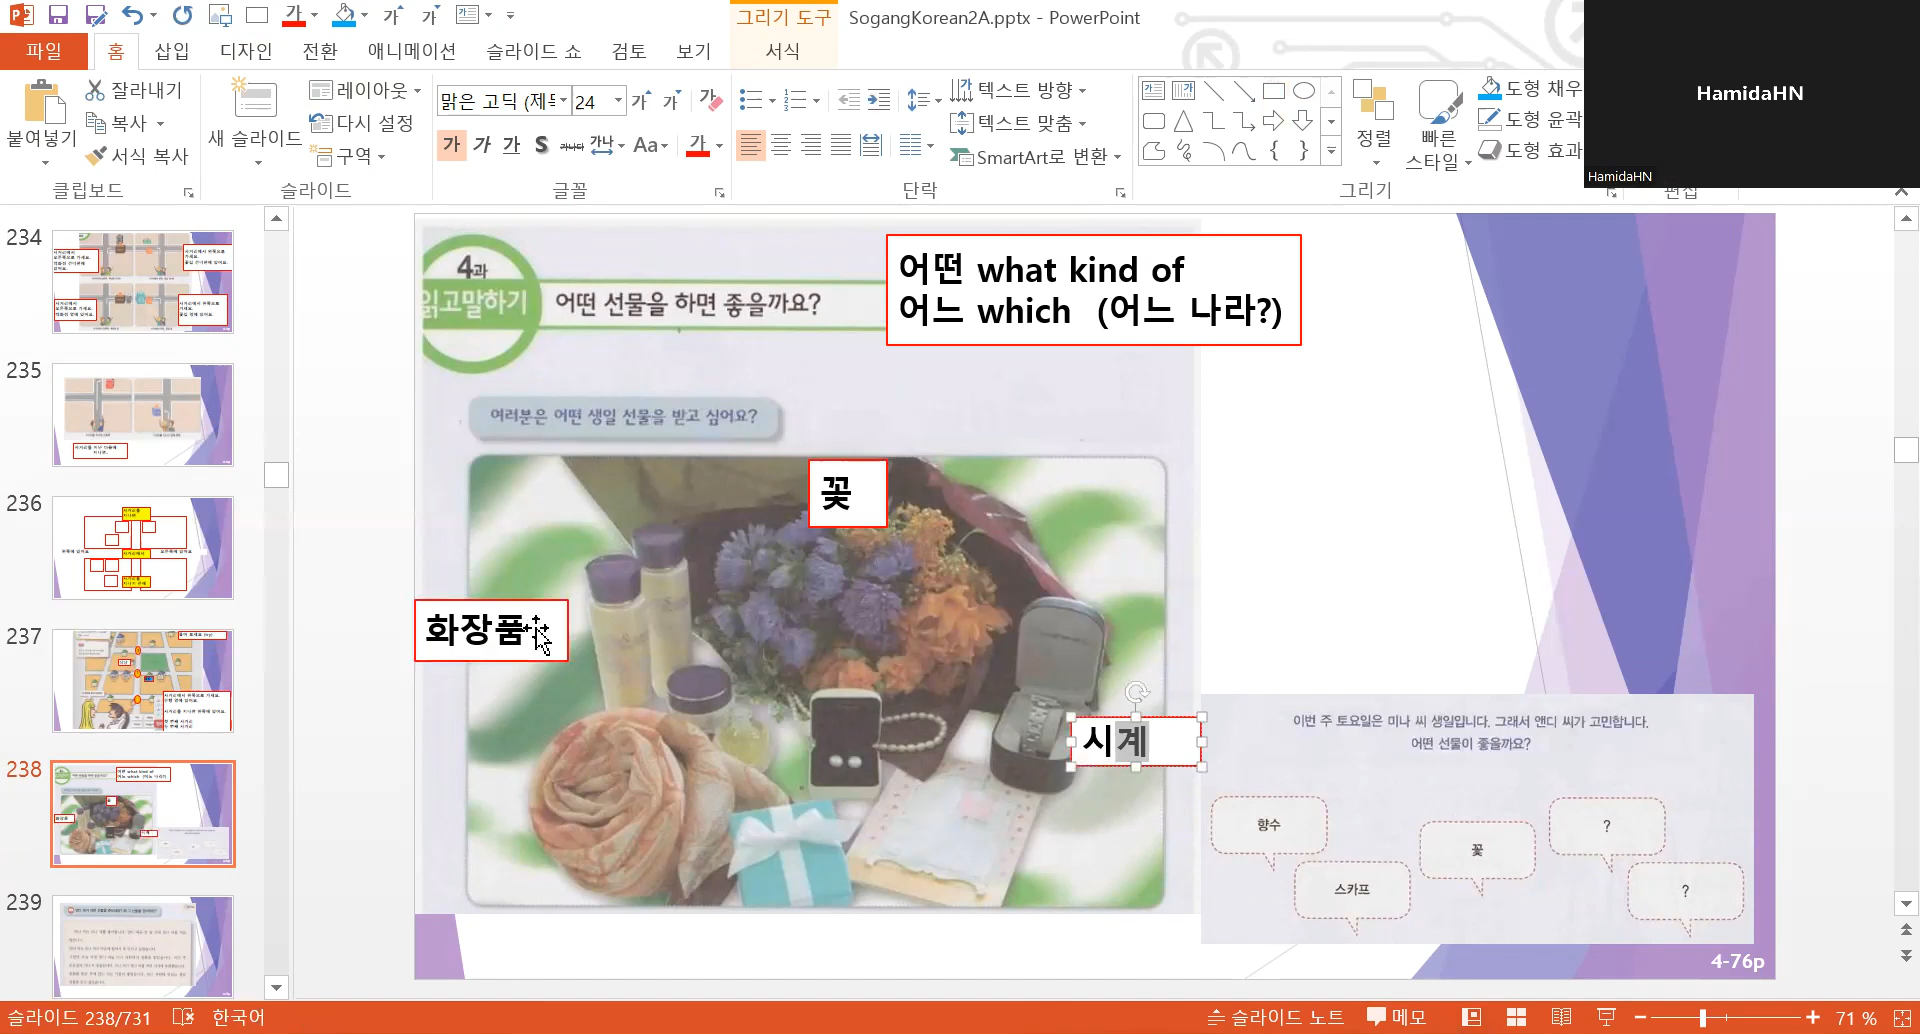 그리기 도구
SogangKorean2A.pptx - PowerPoint
파일
홈
삽입
디자인
전환
애니메이션
슬라이드 쇼
검토
보기
서식
붙여넣기
잘라내기
복사
서식 복사
클립보드
새 슬라이드
레이아웃
다시 설정
구역
슬라이드
맑은 고딕 (제목
24
글꼴
텍스트 방향
텍스트 맞춤
SmartArt로 변환
단락
정렬
빠른
스타일
도형 채우
도형 윤곽
도형 효과
그리기
편집
HamidaHN
HamidaHN
234
235
236
237
238
239
4과
읽고말하기
어떤 선물을 하면 좋을까요?
어떤 what kind of
어느 which (어느 나라?)
여러분은 어떤 생일 선물을 받고 싶어요?
꽃
화장품
시계
이번 주 토요일은 미나 씨 생일입니다. 그래서 앤디 씨가 고민합니다.
어떤 선물이 좋을까요?
향수
스카프
꽃
?
?
4-76p
슬라이드 238/731
한국어
슬라이드 노트
메모
71 %